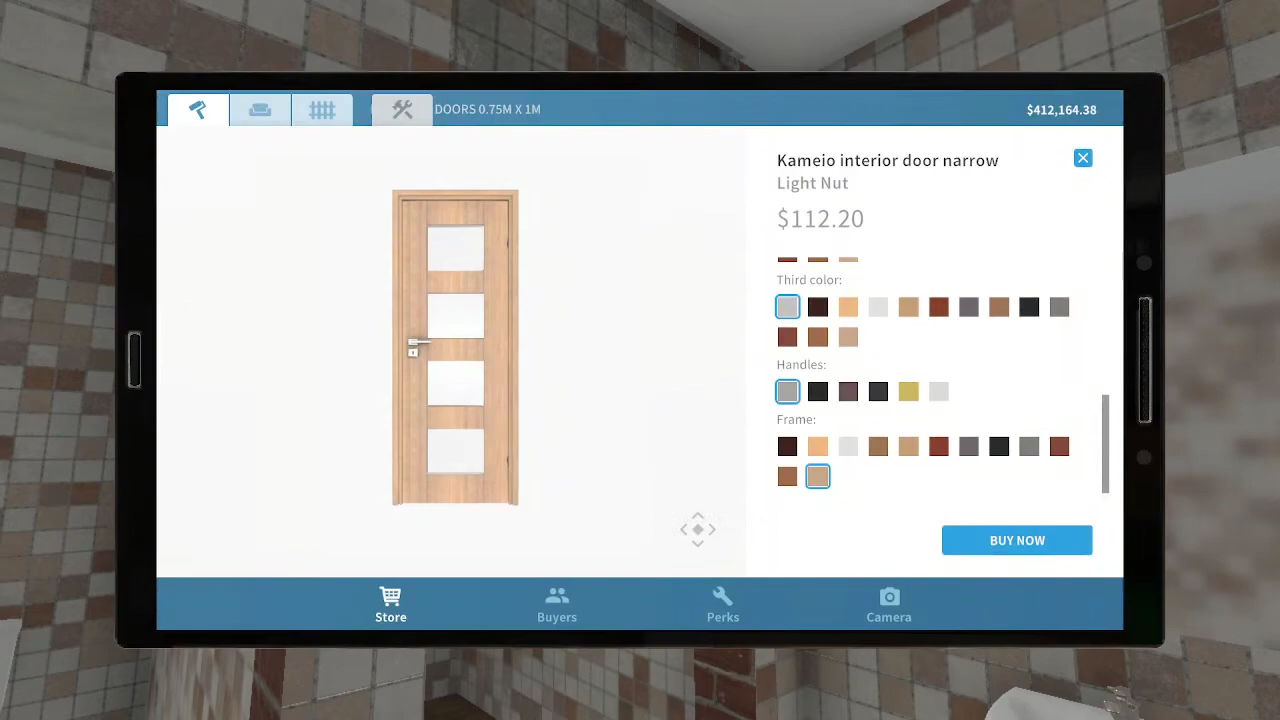 DOORS 0.75M X 1M
$412,164.38
Kameio interior door narrow
Light Nut
$112.20
Third color:
Handles:
Frame:
BUY NOW
Store
Buyers
Perks
Camera